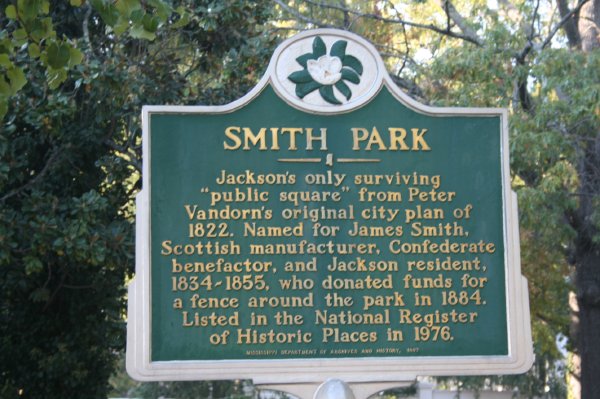 SMITH PARK
Jackson's only surviving
"public square" from Peter
Vandorn's original city plan of
1822. Named for James Smith,
Scottish manufacturer, Confederate
benefactor, and Jackson resident,
1834-1855, who donated funds for
a fence around the park in 1884.
Listed in the National Register
of Historic Places in 1976.
MISSISSIPPI DEPARTMENT OF ARCHIVES AND HISTORY,